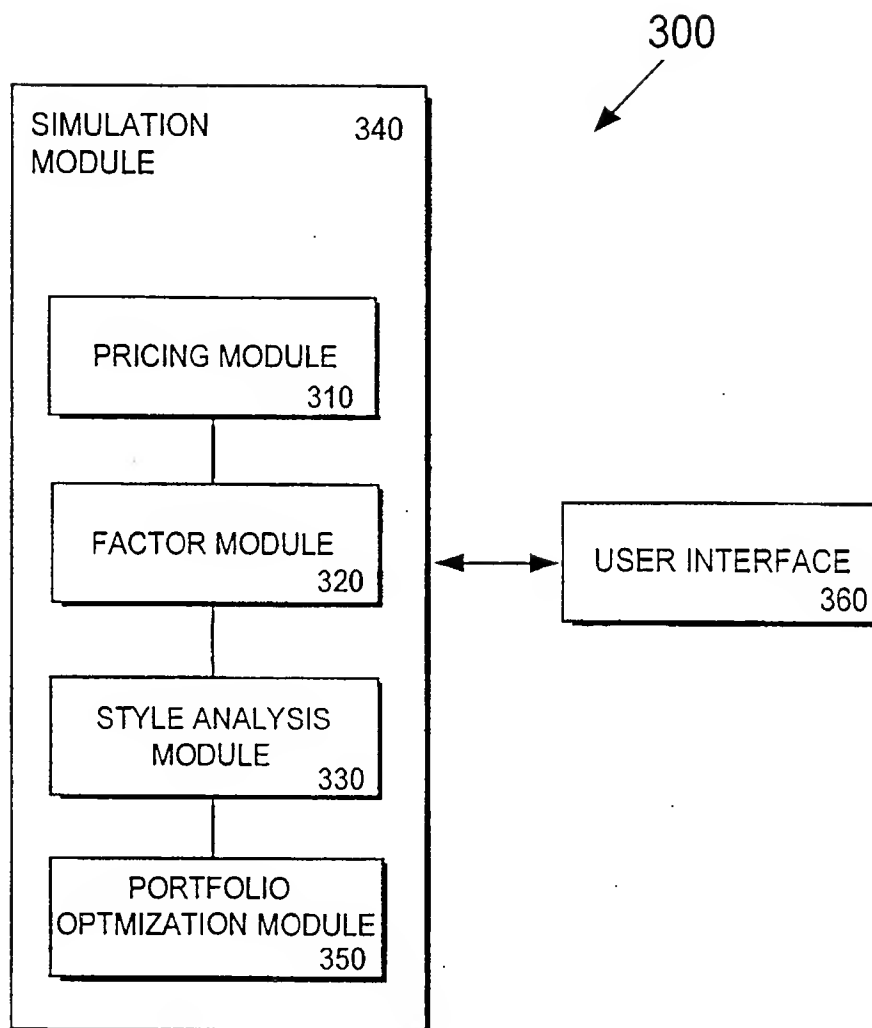 300
SIMULATION 340
MODULE
PRICING MODULE
310
FACTOR MODULE
320
STYLE ANALYSIS
MODULE
330
PORTFOLIO
OPTMIZATION MODULE
350
USER INTERFACE
360